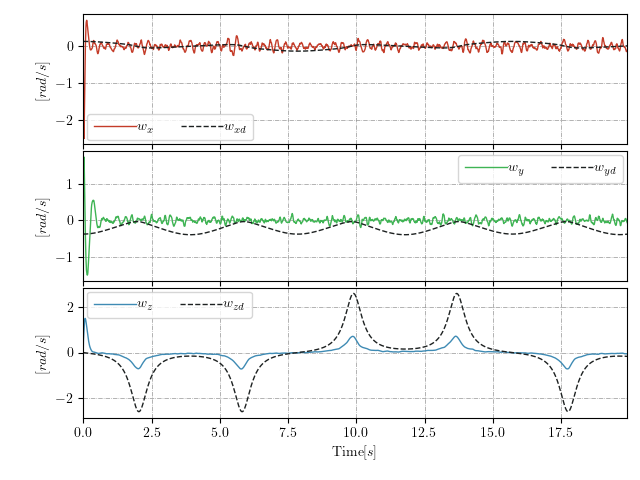 0
−1
−2
[rad/s]
w_x w_xd
1
0
−1
[rad/s]
w_y w_yd
2
0
−2
[rad/s]
w_z w_zd
0.0 2.5 5.0 7.5 10.0 12.5 15.0 17.5
Time[s]